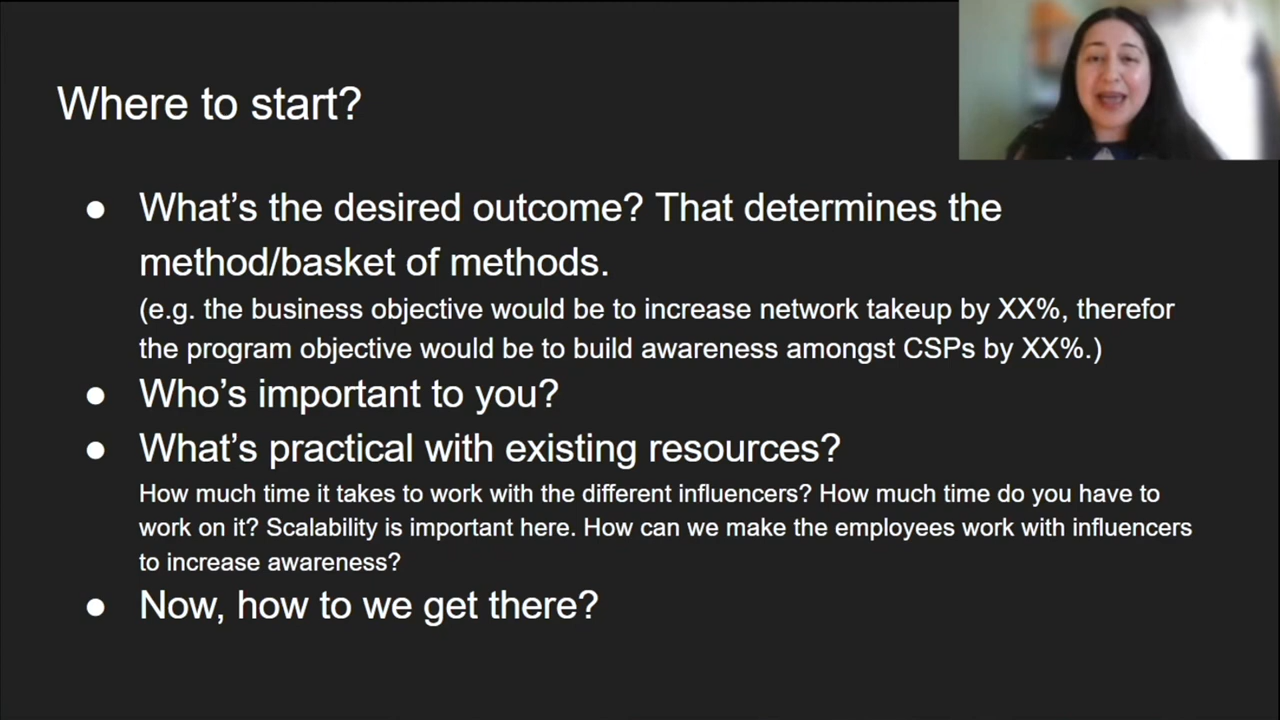 Where to start?
● What's the desired outcome? That determines the
method/basket of methods.
(e.g. the business objective would be to increase network takeup by XX%, therefor
the program objective would be to build awareness amongst CSPs by XX%.)
● Who's important to you?
● What's practical with existing resources?
How much time it takes to work with the different influencers? How much time do you have to
work on it? Scalability is important here. How can we make the employees work with influencers
to increase awareness?
● Now, how to we get there?